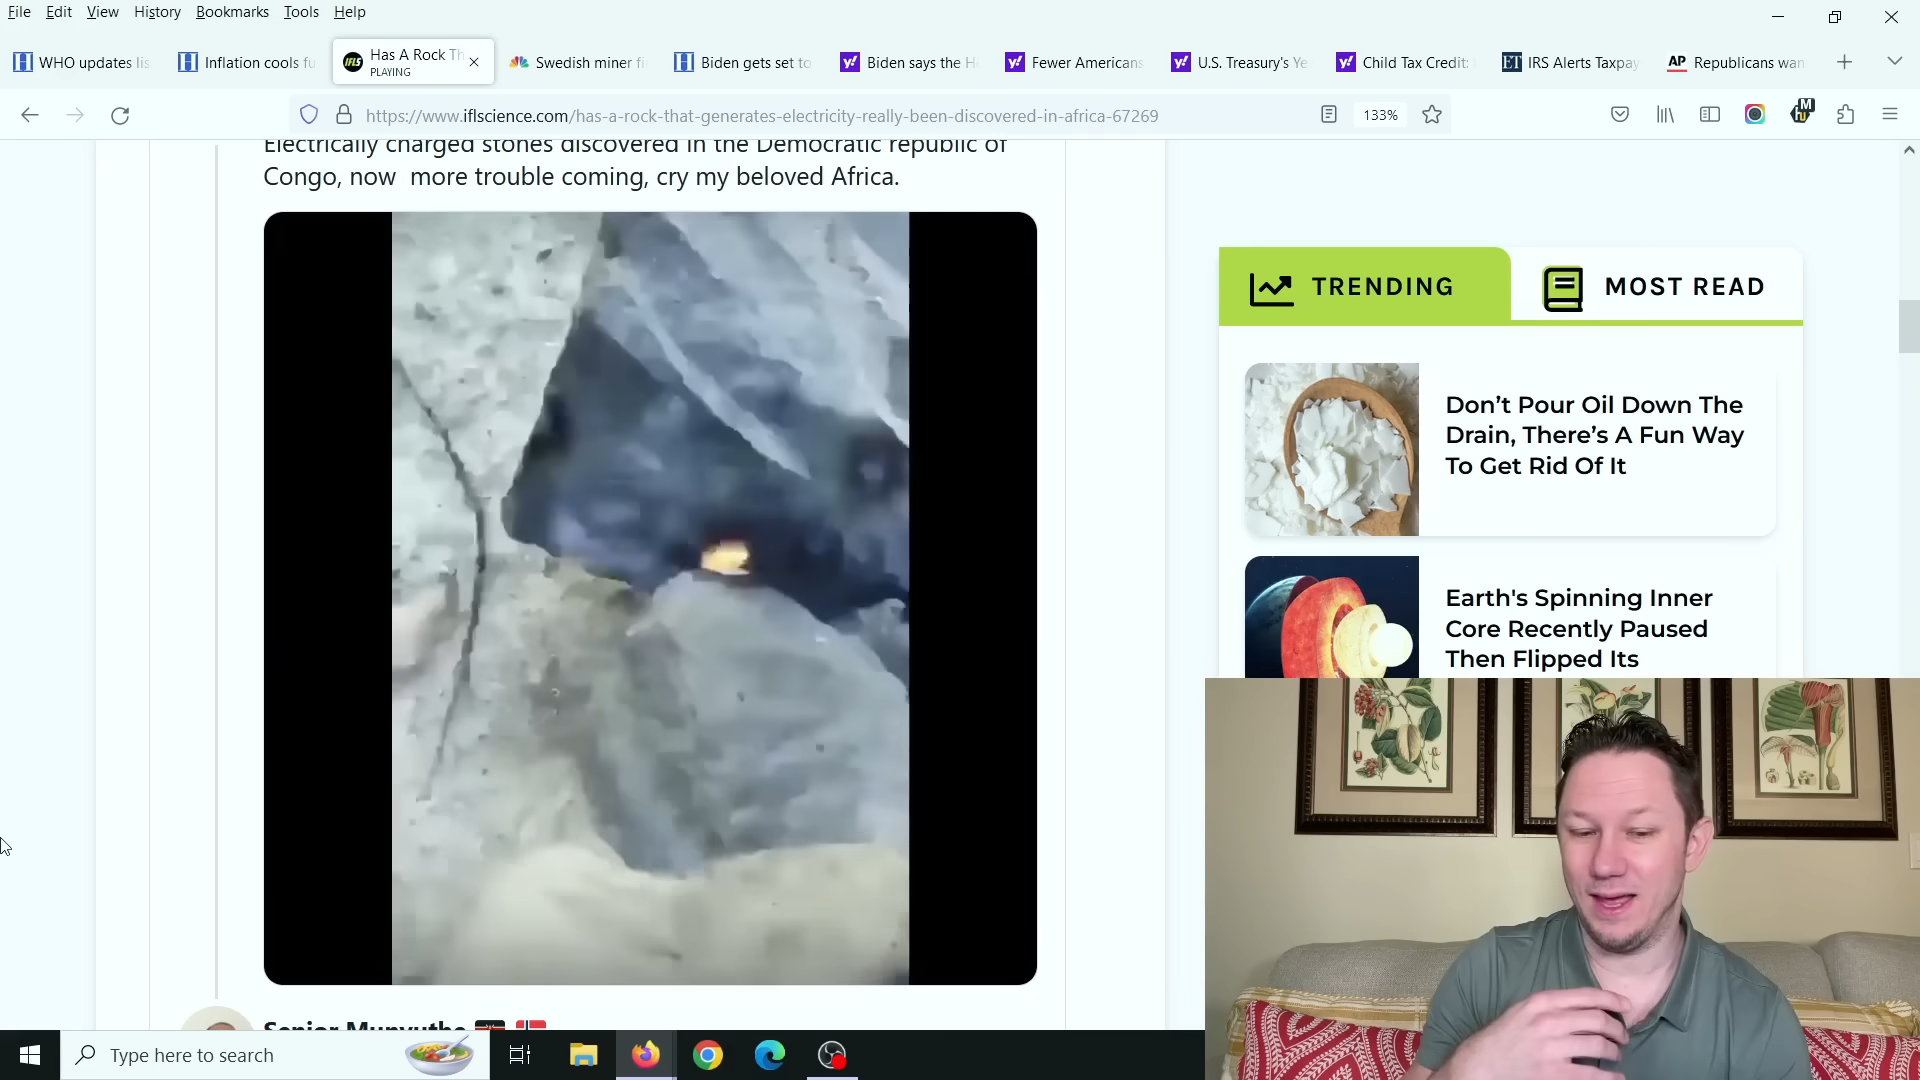 File Edit View History Bookmarks Tools Help
WHO updates lis
Inflation cools fu
Has A Rock Th
PLAYING
Swedish miner fi
Biden gets set to
Biden says the H
Fewer Americans
U.S. Treasury's Ye
Child Tax Credit:
IRS Alerts Taxpay
AP Republicans wan
https://www.iflscience.com/has-a-rock-that-generates-electricity-really-been-discovered-in-africa-67269
133%
Electrically charged stones discovered in the Democratic republic of
Congo, now more trouble coming, cry my beloved Africa.
TRENDING
MOST READ
Don't Pour Oil Down The
Drain, There's A Fun Way
To Get Rid Of It
Earth's Spinning Inner
Core Recently Paused
Then Flipped Its
Senior Munyuthe
Type here to search